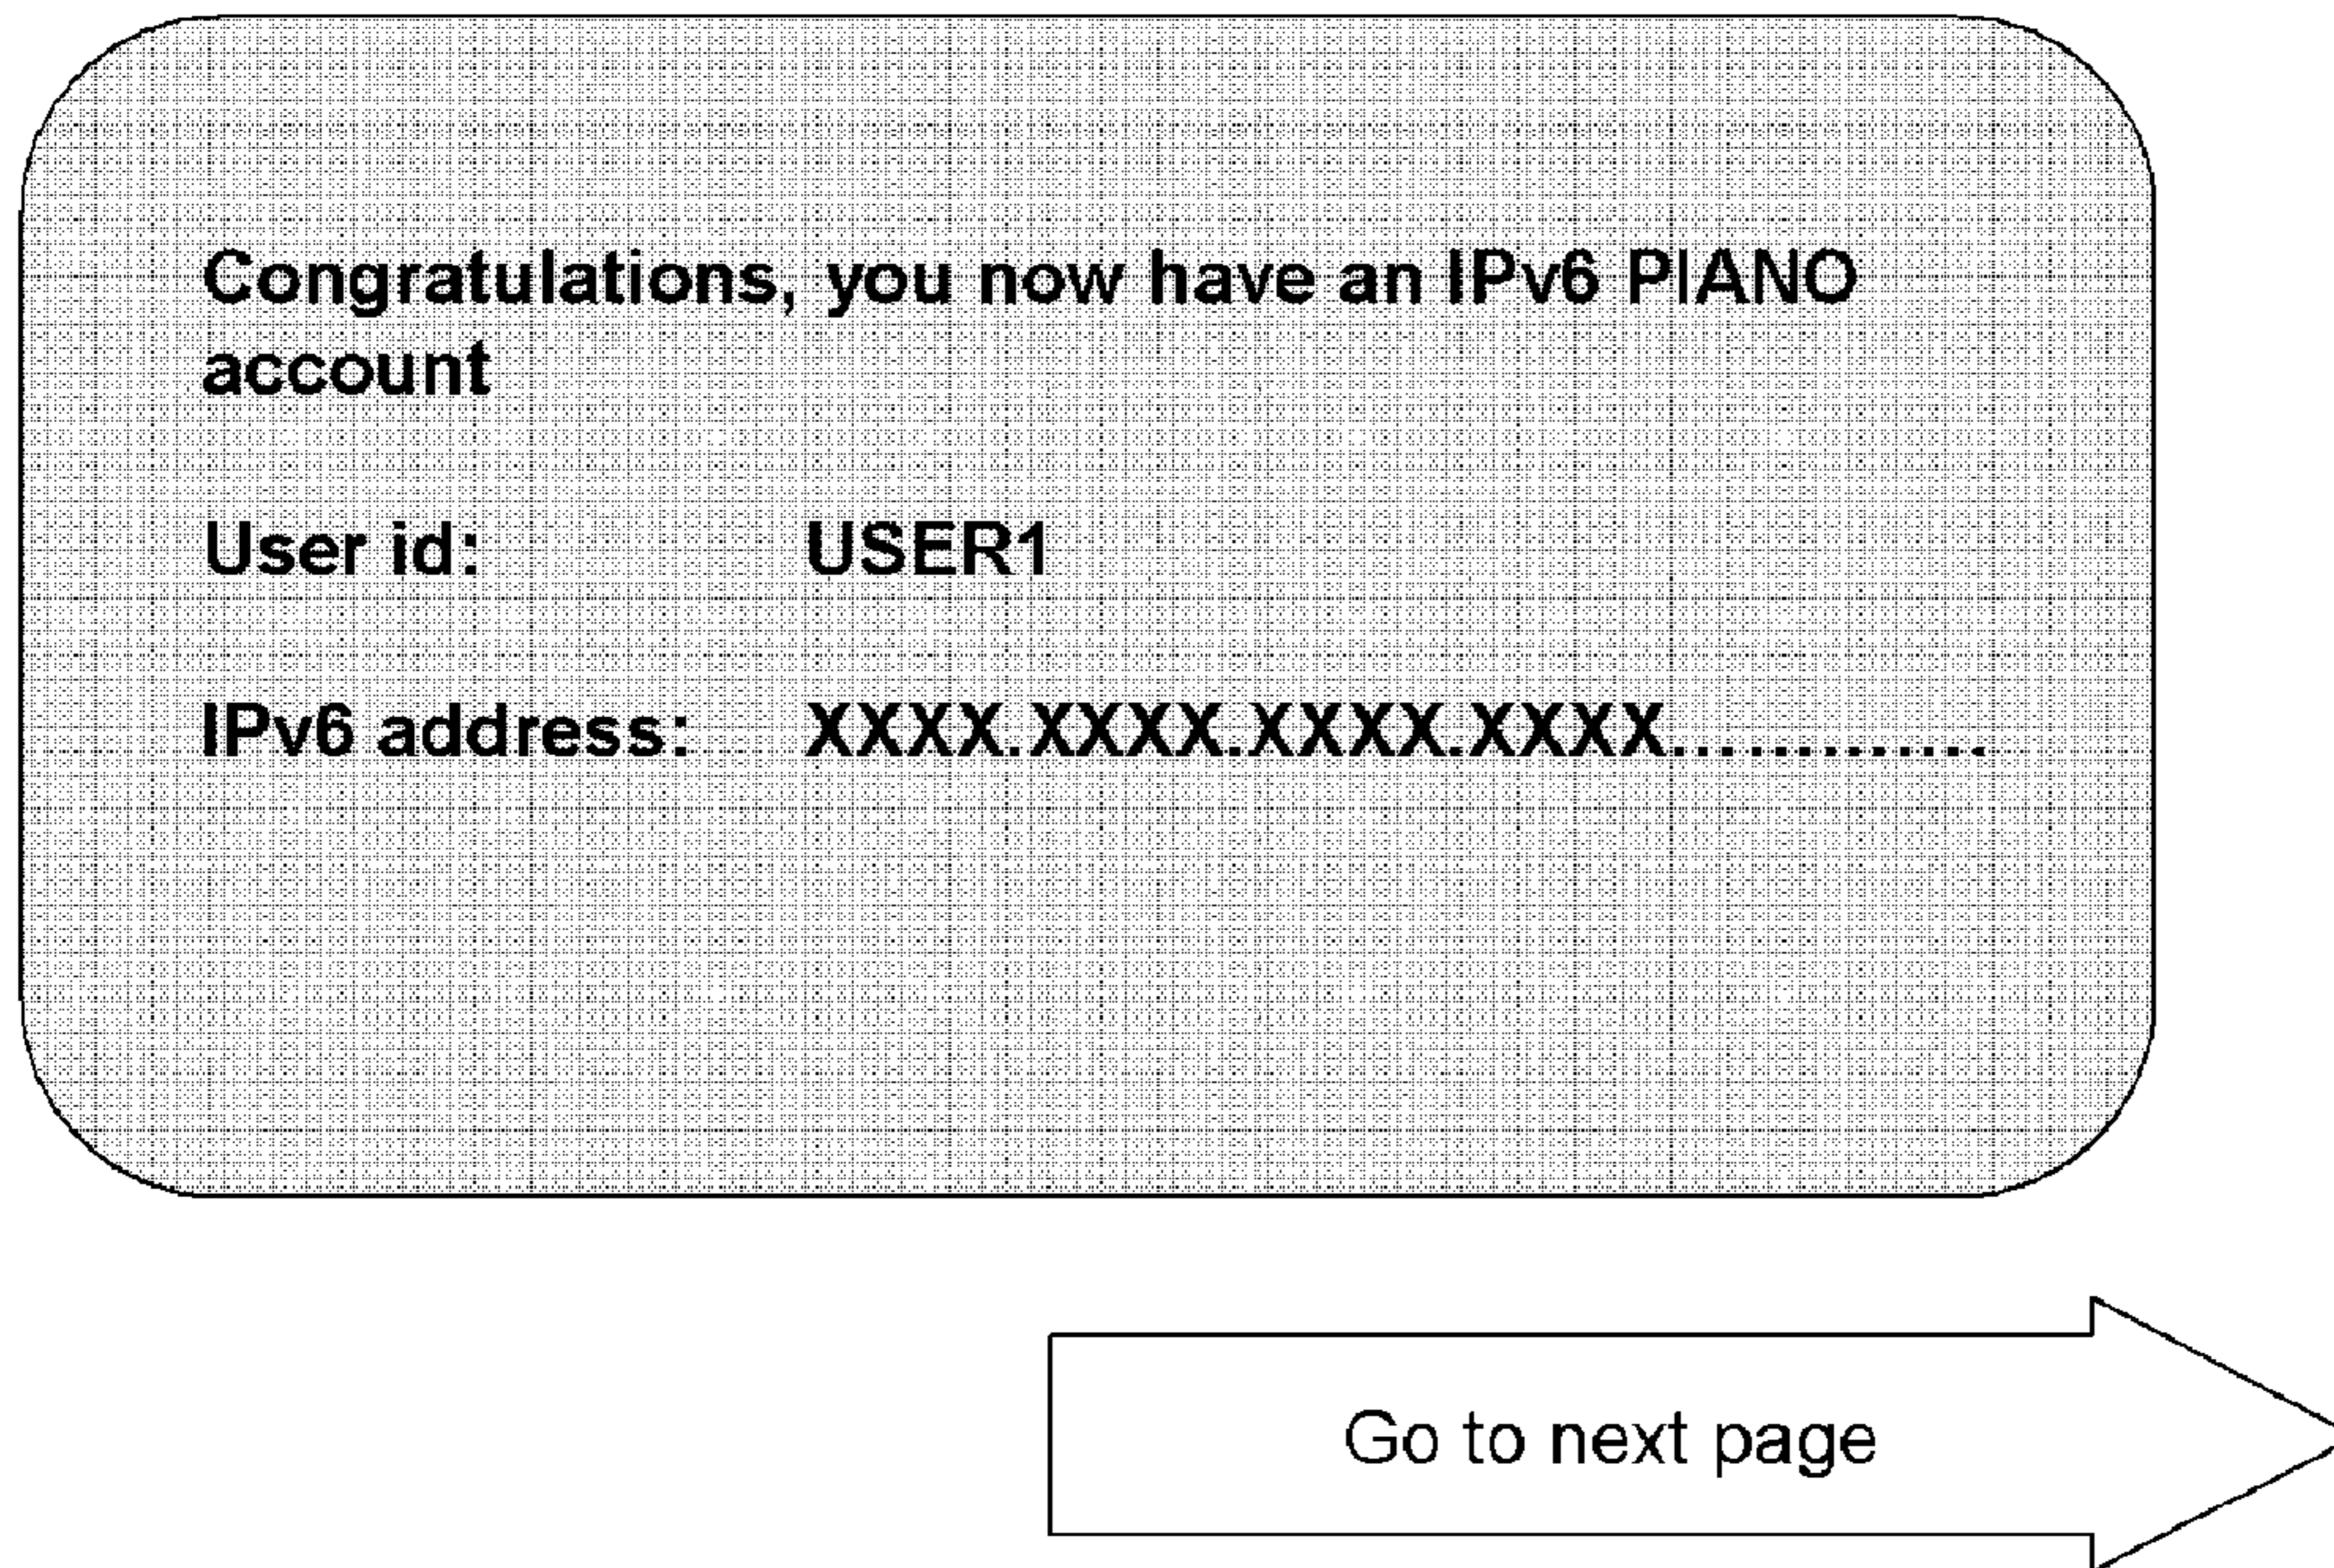 Congratulations, you now have an IPv6 PIANO
account
User id: USER1
IPv6 address: XXXX.XXXX.XXXX.XXXX.............
Go to next page